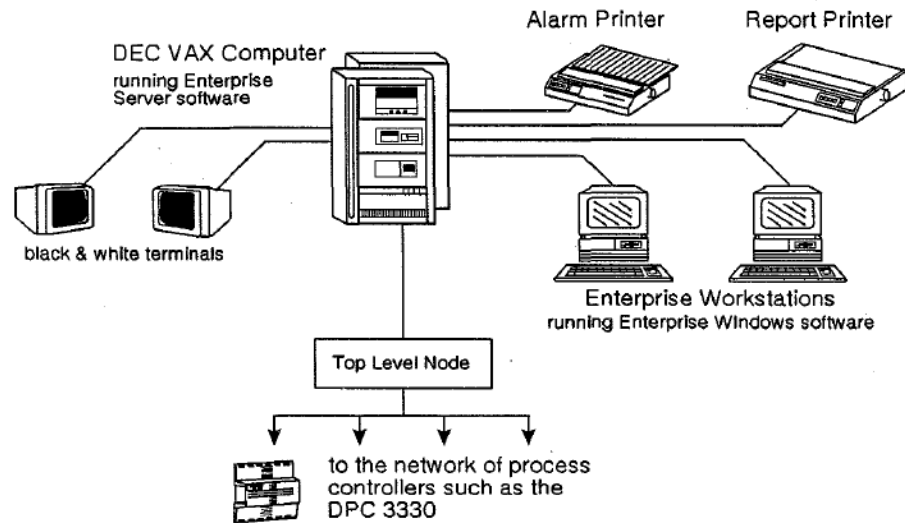 Alarm Printer
Report Printer
DEC VAX Computer
running Enterprise
Server software
black & white terminals
Enterprise Workstations
running Enterprise Windows software
Top Level Node
to the network of process
controllers such as the
DPC 3330